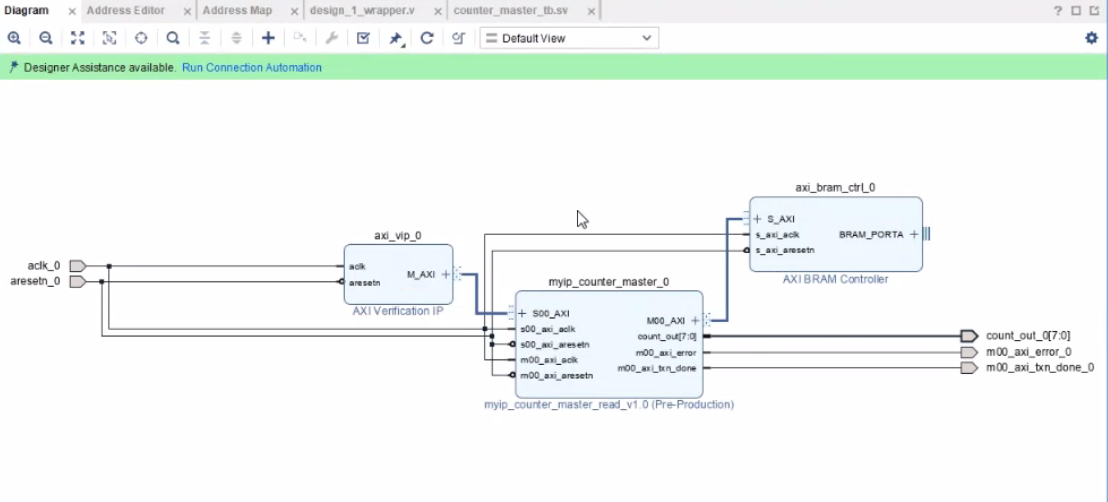 Diagram
Address Editor
Address Map
design_1_wrapper.v
counter_master_tb.sv
Default View
Designer Assistance available. Run Connection Automation
axi_bram_ctrl_0
S_AXI
s_axi_aclk
s_axi_aresetn
BRAM_PORTA
AXI BRAM Controller
axi_vip_0
aclk
aresetn
M_AXI
AXI Verification IP
aclk_0
aresetn_0
myip_counter_master_0
S00_AXI
s00_axi_aclk
s00_axi_aresetn
m00_axi_aclk
m00_axi_aresetn
M00_AXI
count_out[7:0]
m00_axi_error
m00_axi_txn_done
myip_counter_master_read_v1.0 (Pre-Production)
count_out_0[7:0]
m00_axi_error_0
m00_axi_txn_done_0